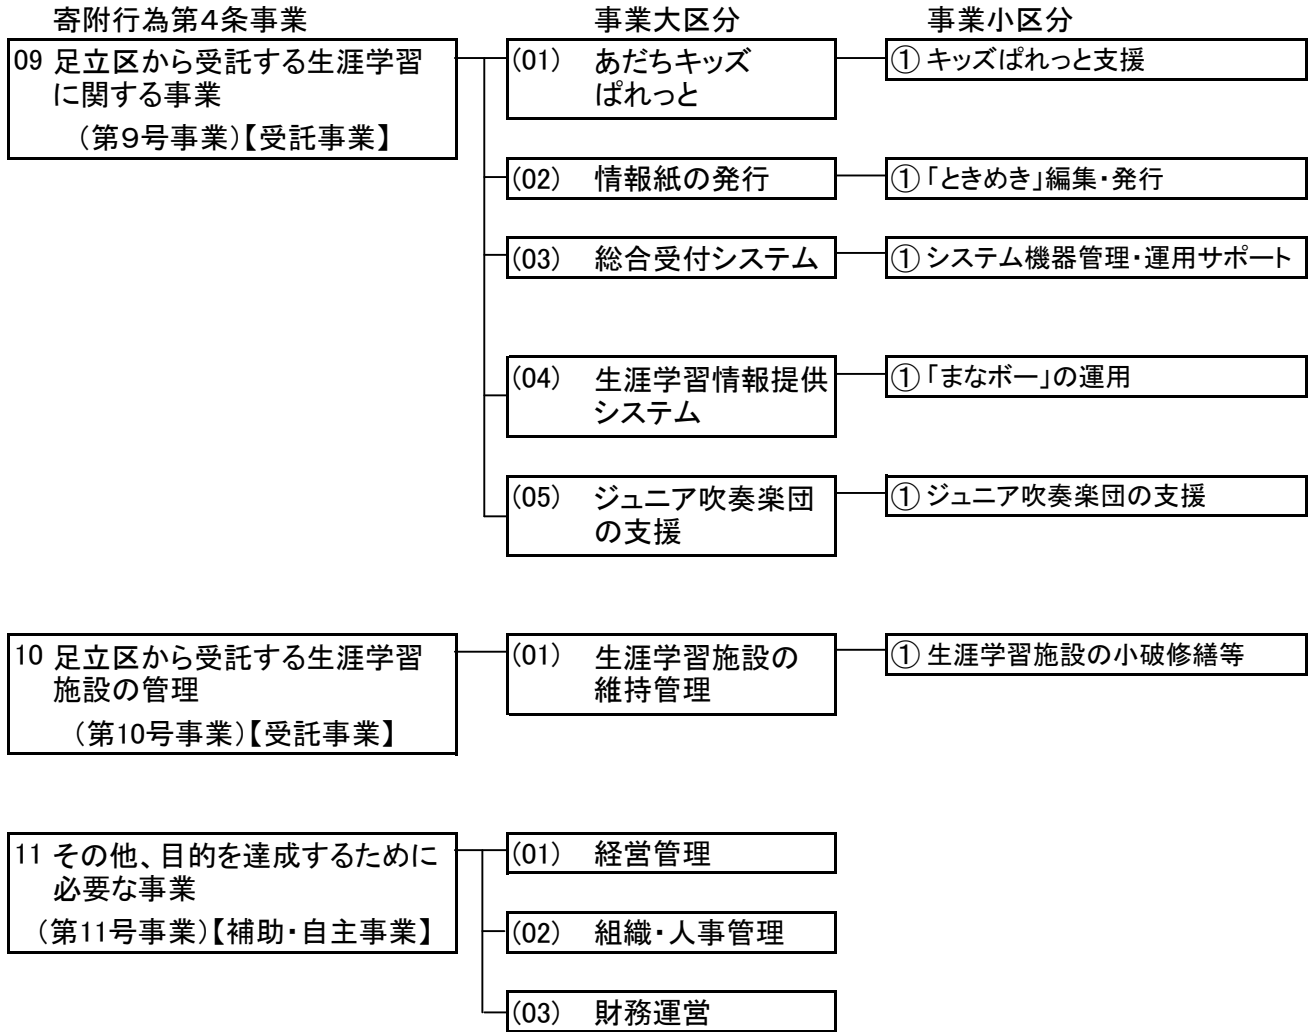 寄附行為第4条事業 事業大区分 事業小区分
09 足立区から受託する生涯学習
に関する事業
(第9号事業)【受託事業】
(01) あだちキッズ
ぱれっと
① キッズぱれっと支援
(02) 情報紙の発行
① 「ときめき」編集・発行
(03) 総合受付システム
① システム機器管理・運用サポート
(04) 生涯学習情報提供
システム
① 「まなボー」の運用
(05) ジュニア吹奏楽団
の支援
① ジュニア吹奏楽団の支援
10 足立区から受託する生涯学習
施設の管理
(第10号事業)【受託事業】
(01) 生涯学習施設の
維持管理
① 生涯学習施設の小破修繕等
11 その他、目的を達成するために
必要な事業
(第11号事業)【補助・自主事業】
(01) 経営管理
(02) 組織・人事管理
(03) 財務運営